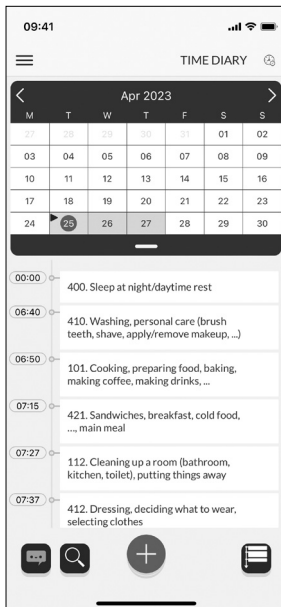 09:41
TIME DIARY
Apr 2023
M T W T F S S
27 28 29 30 31 01 02
03 04 05 06 07 08 09
10 11 12 13 14 15 16
17 18 19 20 21 22 23
24 25 26 27 28 29 30
00:00
400. Sleep at night/daytime rest
06:40
410. Washing, personal care (brush
teeth, shave, apply/remove makeup, ...)
06:50
101. Cooking, preparing food, baking,
making coffee, making drinks, ...
07:15
421. Sandwiches, breakfast, cold food,
..., main meal
07:27
112. Cleaning up a room (bathroom,
kitchen, toilet), putting things away
07:37
412. Dressing, deciding what to wear,
selecting clothes